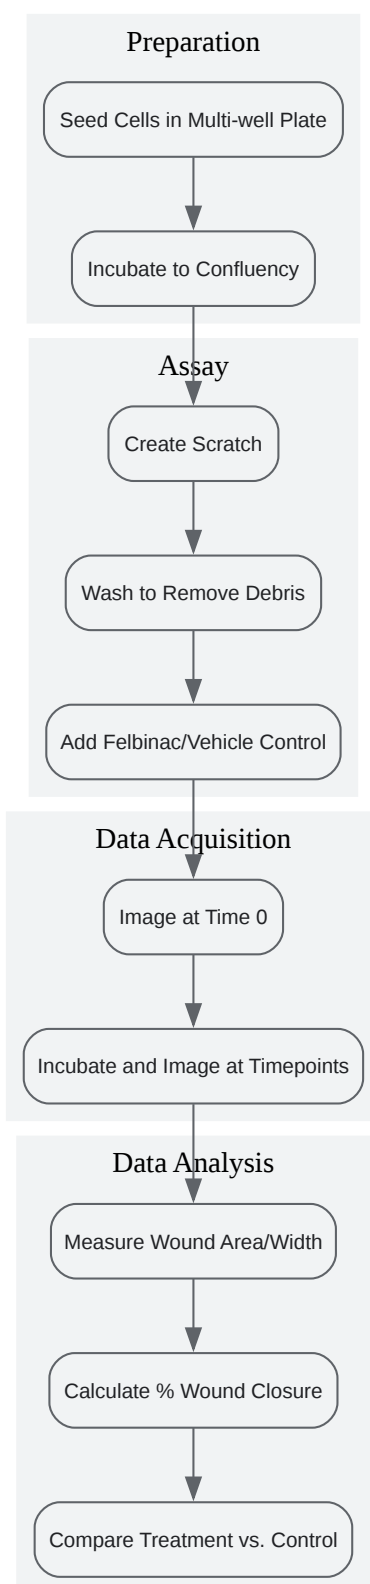 Preparation
Seed Cells in Multi-well Plate
Incubate to Confluency
Assay
Create Scratch
Wash to Remove Debris
Add Felbinac/Vehicle Control
Data Acquisition
Image at Time 0
Incubate and Image at Timepoints
Data Analysis
Measure Wound Area/Width
Calculate % Wound Closure
Compare Treatment vs. Control